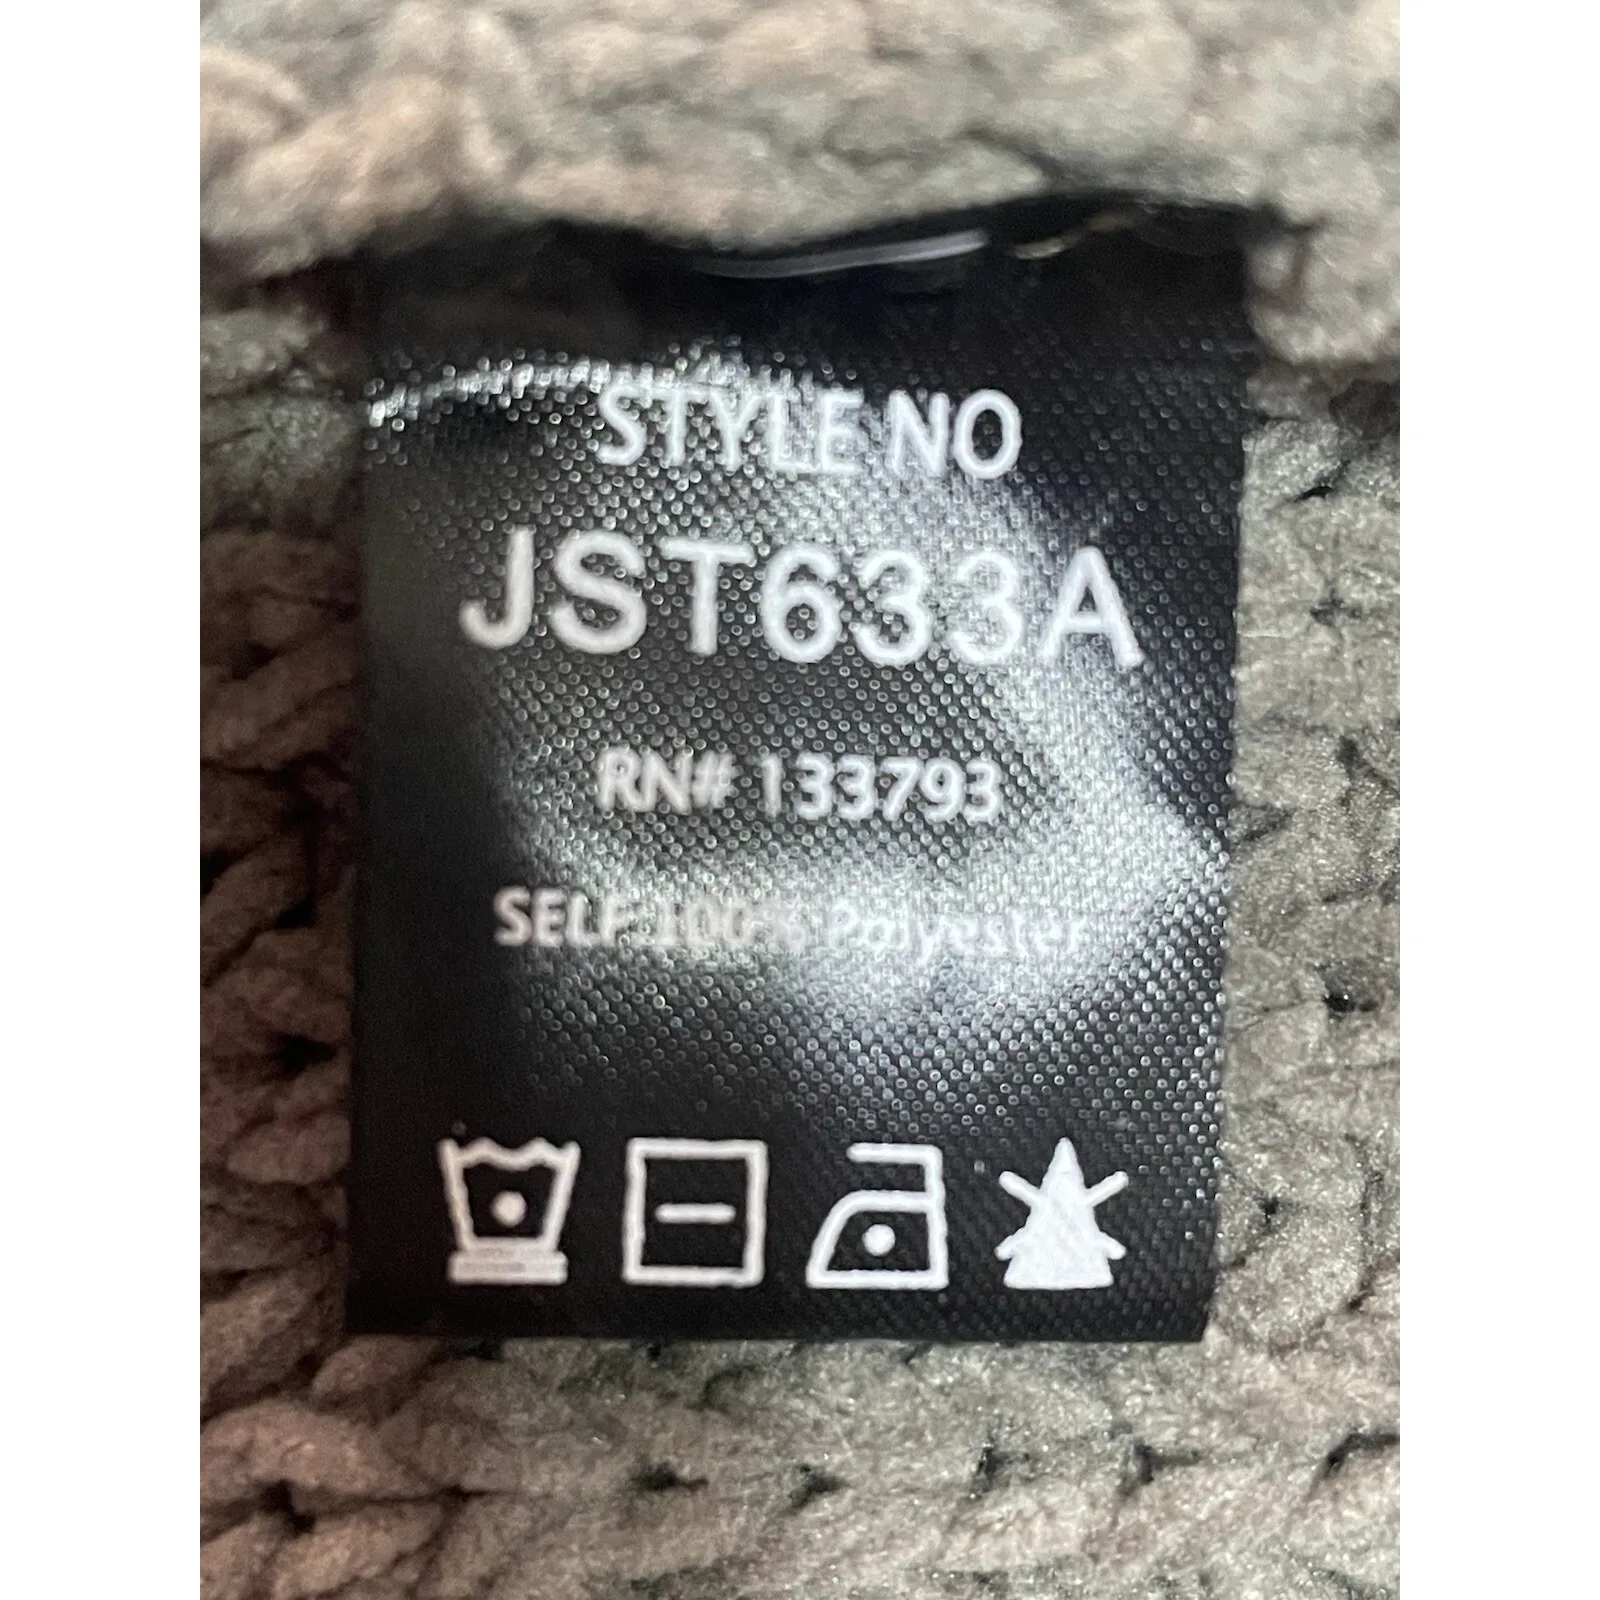 STYLE NO
JST633A
RN# 133793
SELF 100% Polyester